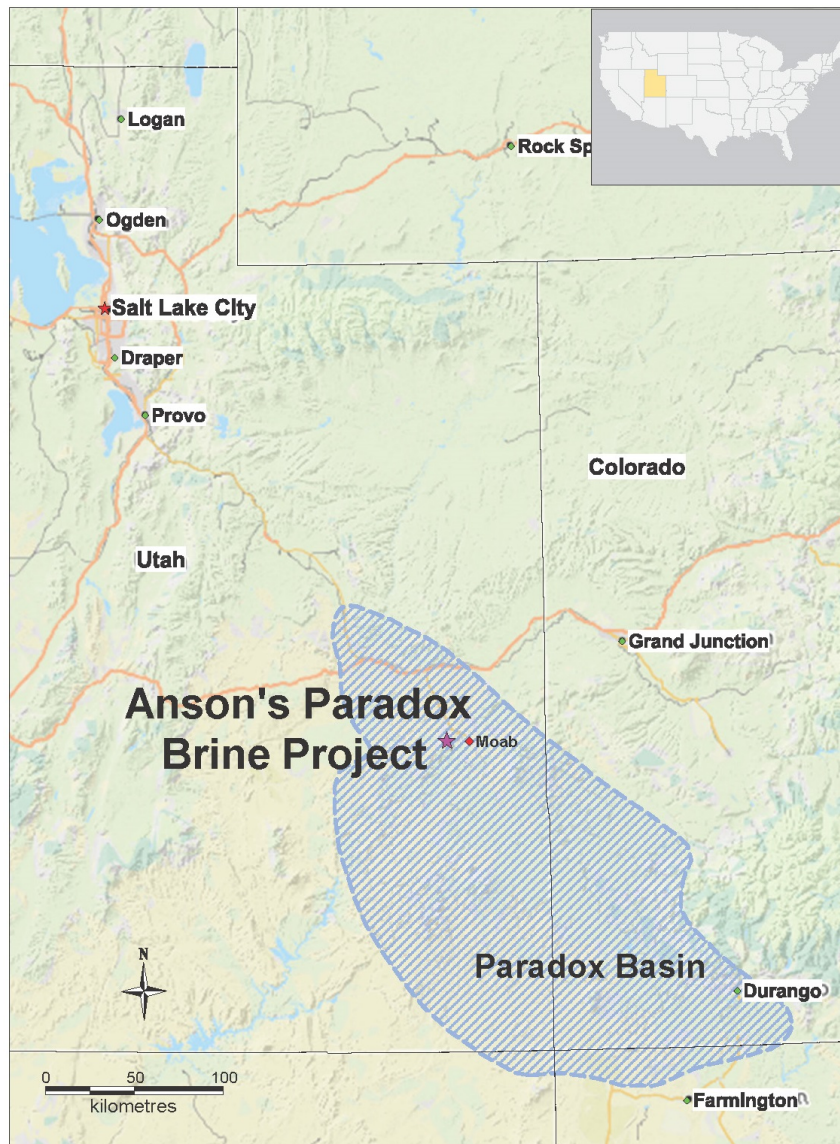 Logan
Rock Sp
Ogden
Salt Lake City
Draper
Provo
Colorado
Utah
Grand Junction
Anson's Paradox
Brine Project
Moab
Paradox Basin
N
Durango
0 50 100
kilometres
Farmington